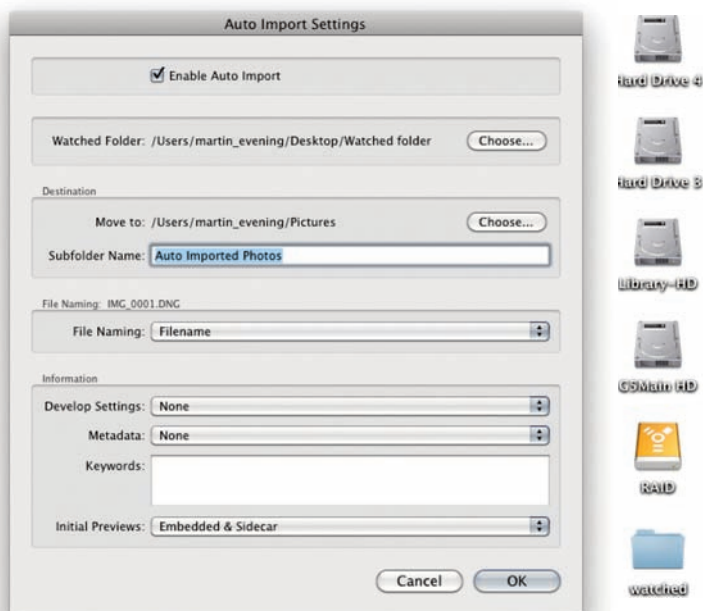 Auto Import Settings
Enable Auto Import
Watched Folder: /Users/martin_evening/Desktop/Watched folder Choose...
Destination
Move to: /Users/martin_evening/Pictures Choose...
Subfolder Name: Auto Imported Photos
File Naming: IMG_0001.DNG
File Naming: Filename
Information
Develop Settings: None
Metadata: None
Keywords:
Initial Previews: Embedded & Sidecar
Cancel OK
Hard Drive 4
Hard Drive 3
Library-HD
G5Main HD
RAID
watched